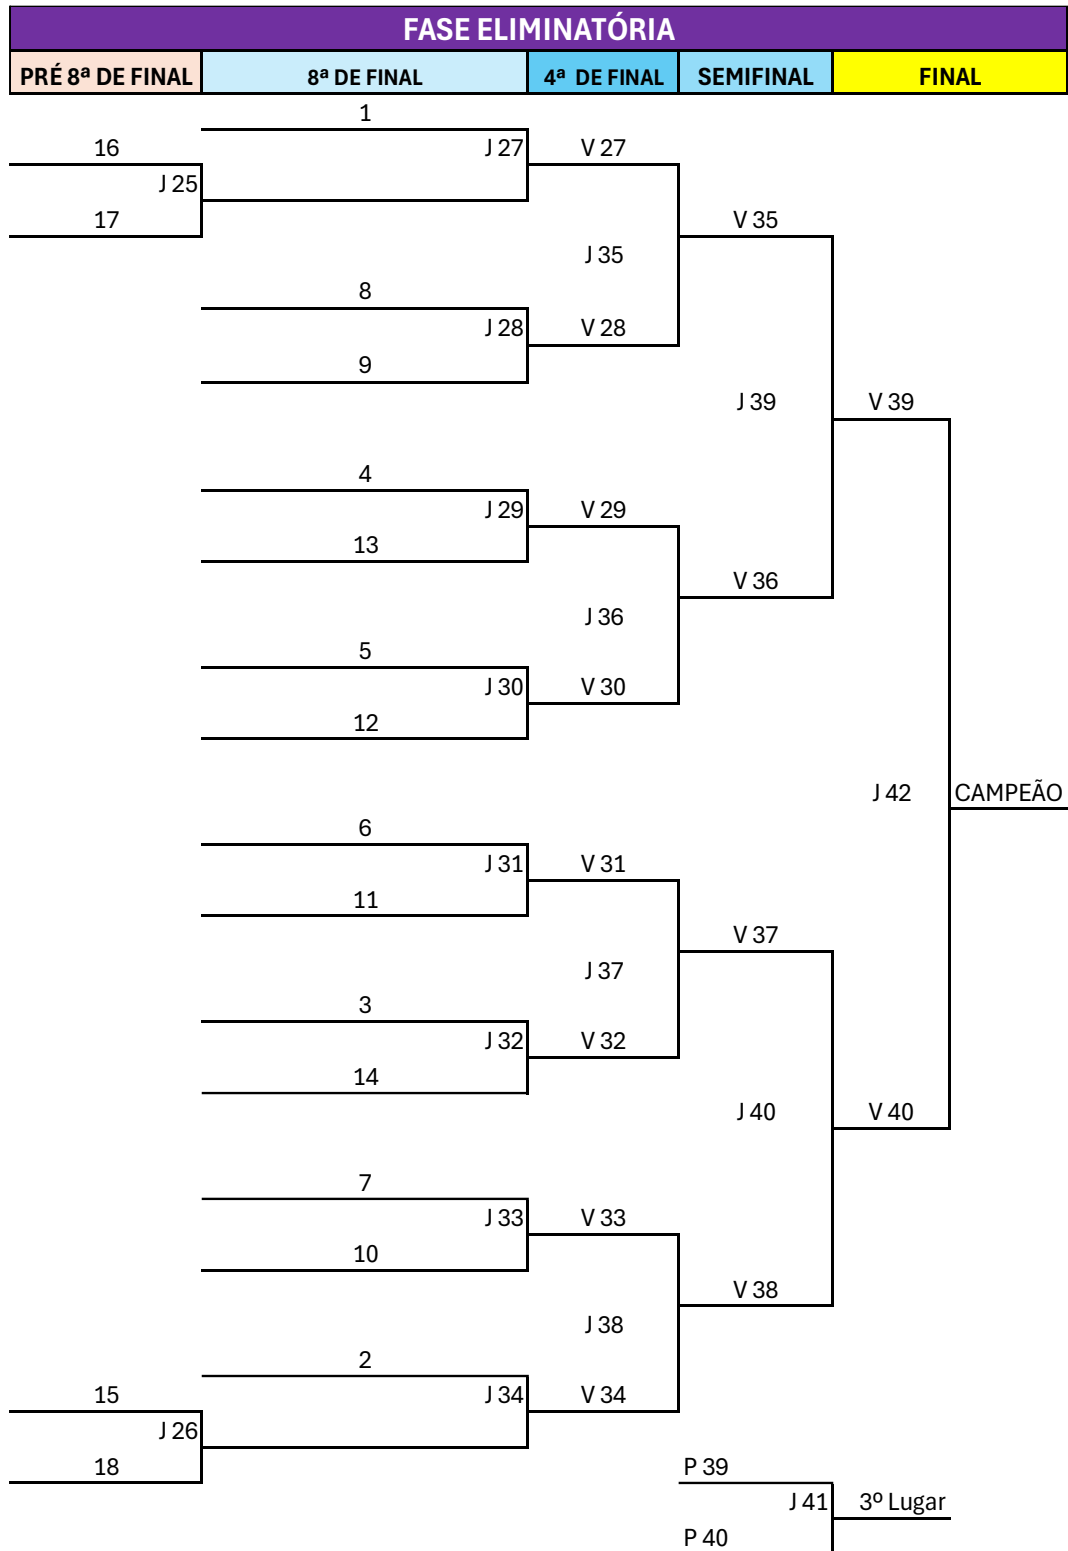 FASE ELIMINATÓRIA
PRÉ 8ª DE FINAL 8ª DE FINAL 4ª DE FINAL SEMIFINAL FINAL
1
16 J 27 V 27
J 25
17 V 35
J 35
8
J 28 V 28
9
J 39 V 39
4
J 29 V 29
13
V 36
J 36
5
J 30 V 30
12
J 42 CAMPEÃO
6
J 31 V 31
11
V 37
J 37
3
J 32 V 32
14
J 40 V 40
7
J 33 V 33
10
V 38
J 38
2
15 J 34 V 34
J 26
18 P 39
J 41 3º Lugar
P 40